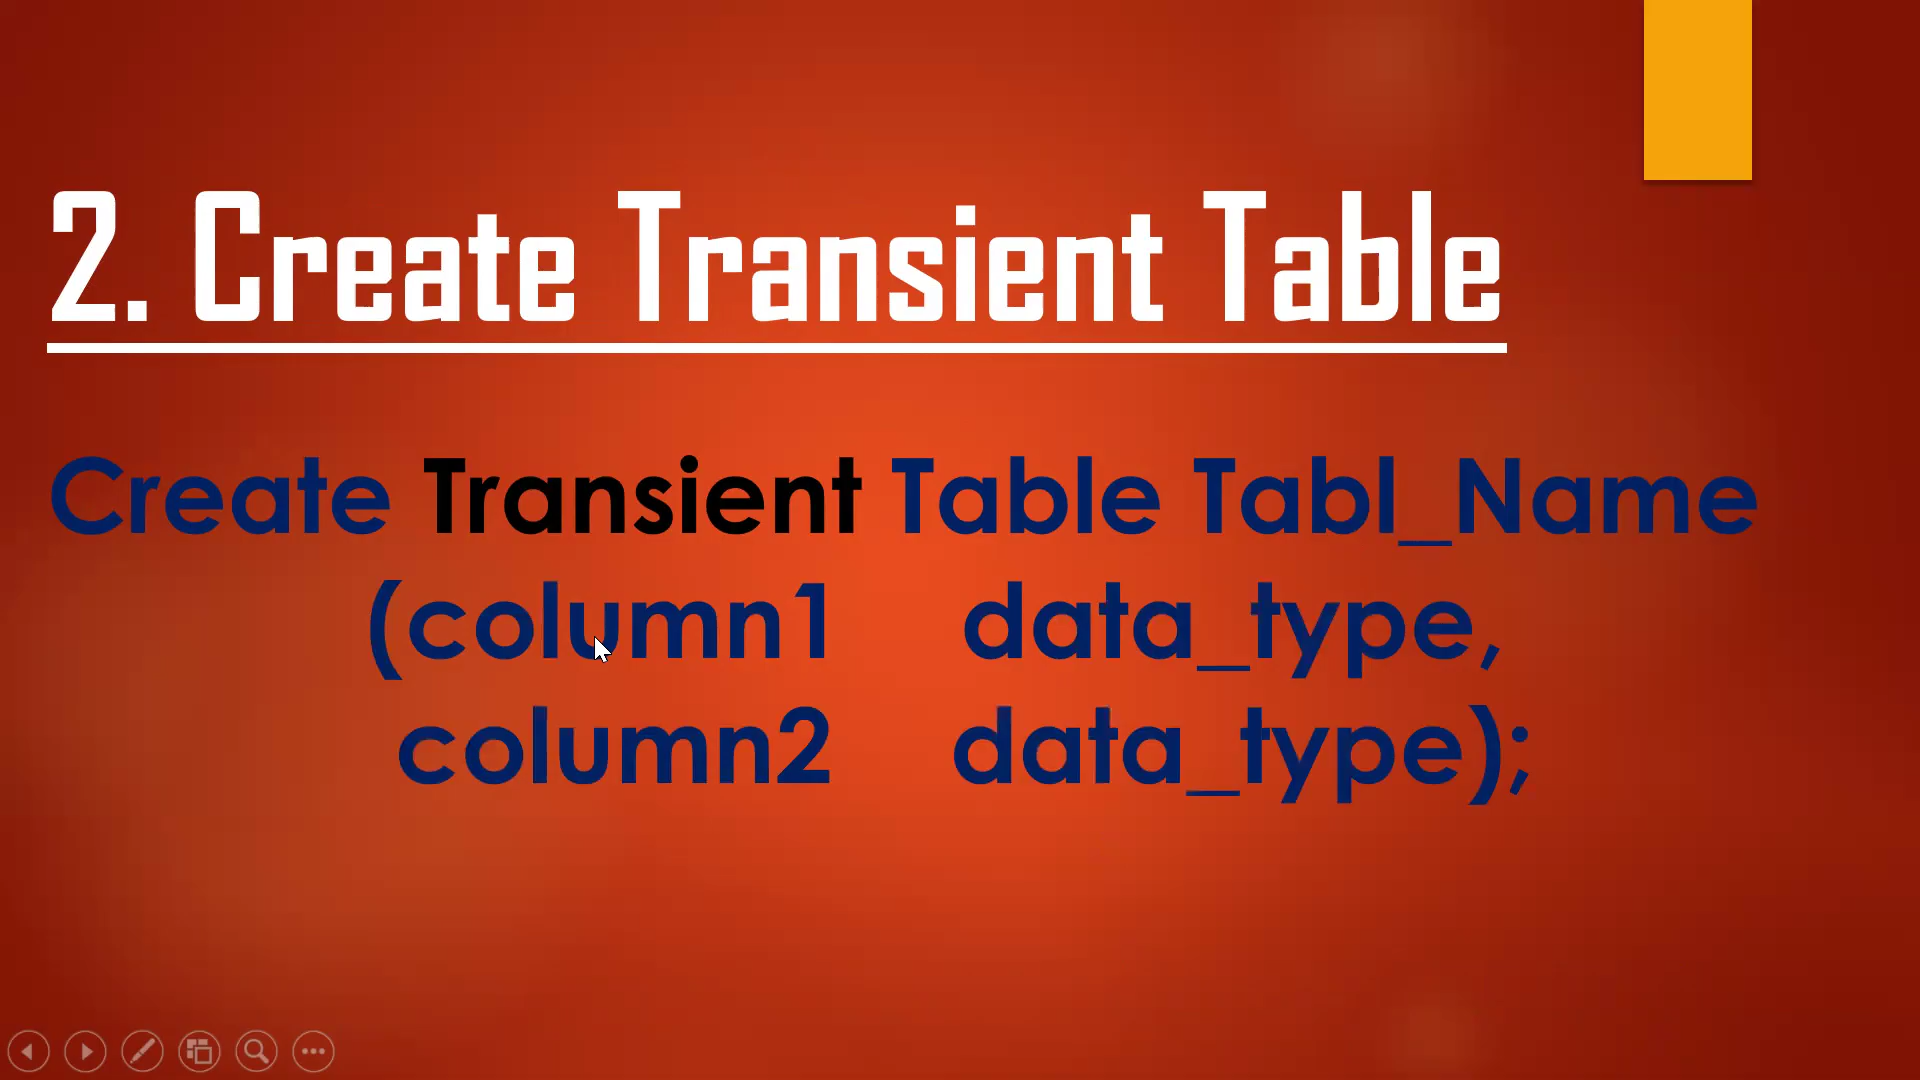 2. Create Transient Table
Create Transient Table Tabl_Name
(column1 data_type,
column2 data_type);